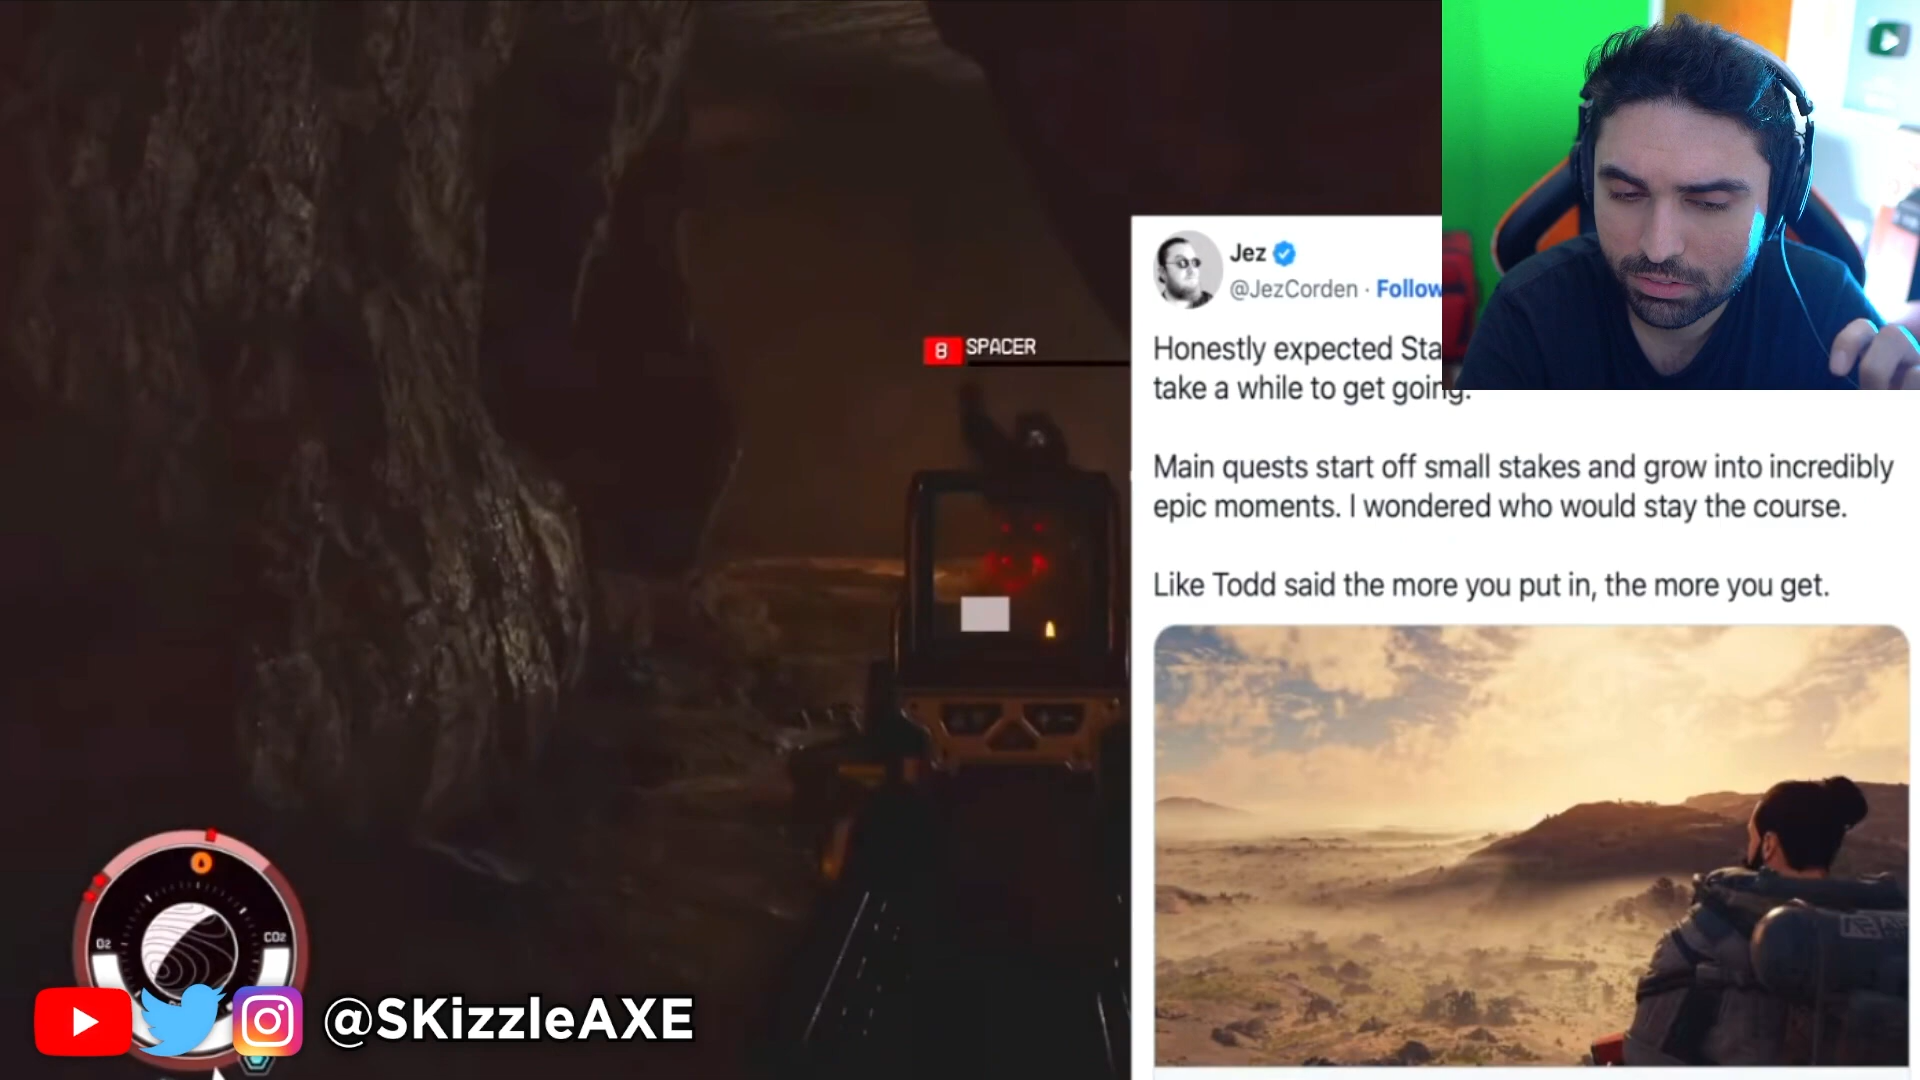 Jez
@JezCorden · Follow
Honestly expected Sta
take a while to get going.
Main quests start off small stakes and grow into incredibly
epic moments. I wondered who would stay the course.
Like Todd said the more you put in, the more you get.
8 SPACER
O2
CO2
@SKizzleAXE